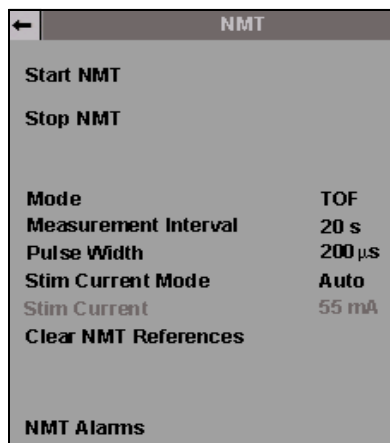 NMT
Start NMT
Stop NMT
Mode TOF
Measurement Interval 20 s
Pulse Width 200 μs
Stim Current Mode Auto
Stim Current 55 mA
Clear NMT References
NMT Alarms